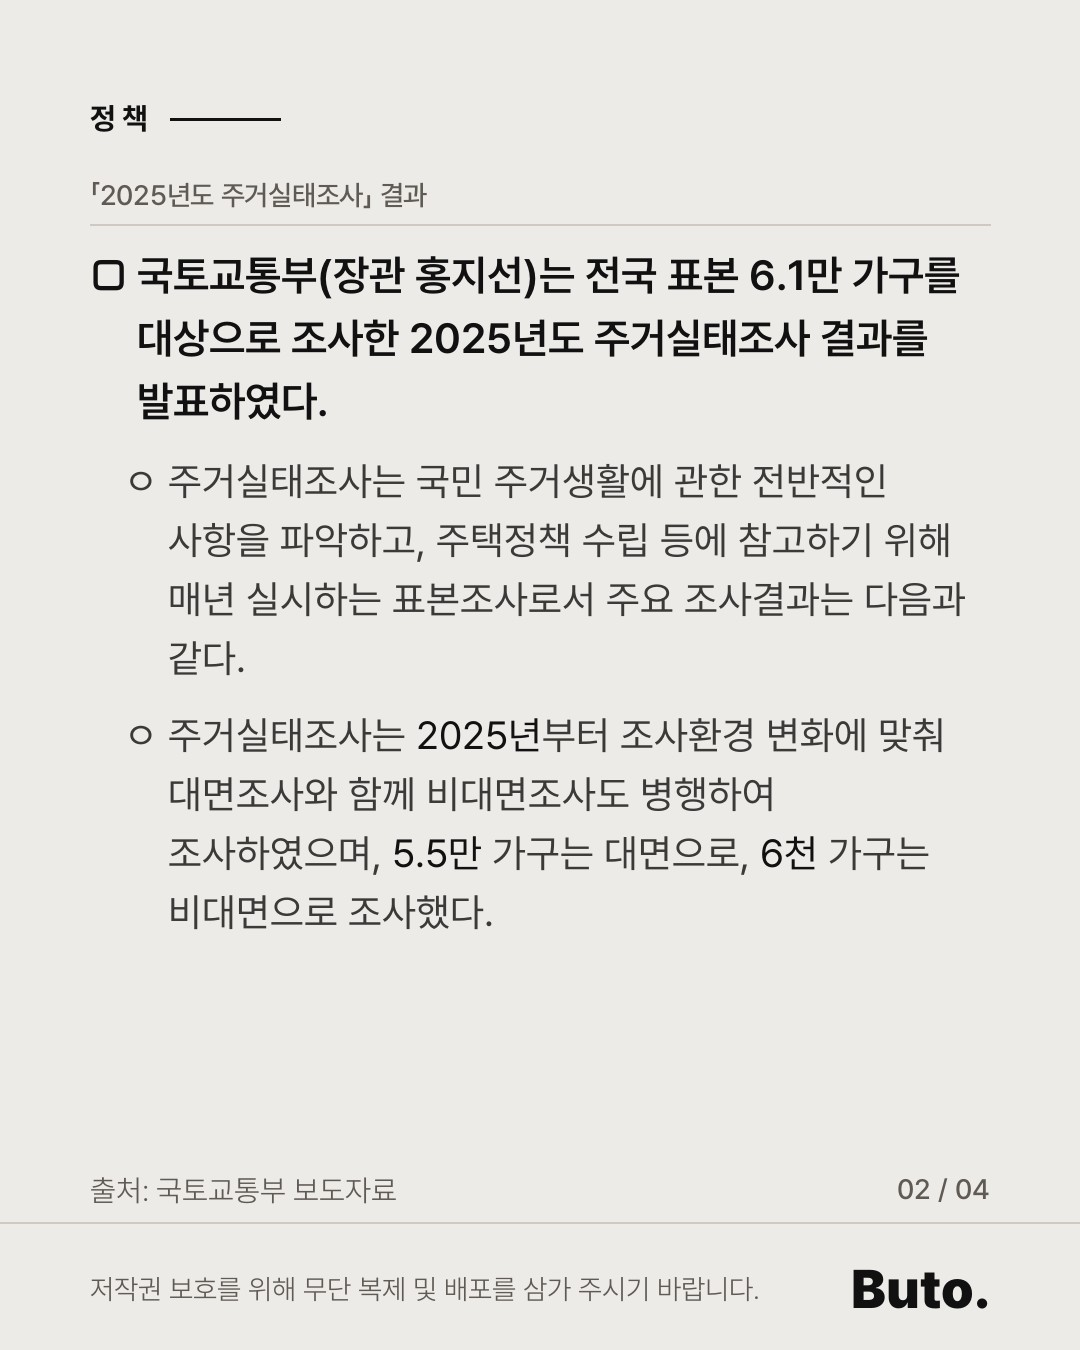 정책
「2025년도 주거실태조사」 결과
□ 국토교통부(장관 홍지선)는 전국 표본 6.1만 가구를
대상으로 조사한 2025년도 주거실태조사 결과를
발표하였다.
ㅇ 주거실태조사는 국민 주거생활에 관한 전반적인
사항을 파악하고, 주택정책 수립 등에 참고하기 위해
매년 실시하는 표본조사로서 주요 조사결과는 다음과
같다.
ㅇ 주거실태조사는 2025년부터 조사환경 변화에 맞춰
대면조사와 함께 비대면조사도 병행하여
조사하였으며, 5.5만 가구는 대면으로, 6천 가구는
비대면으로 조사했다.
출처: 국토교통부 보도자료
02 / 04
저작권 보호를 위해 무단 복제 및 배포를 삼가 주시기 바랍니다.
Buto.